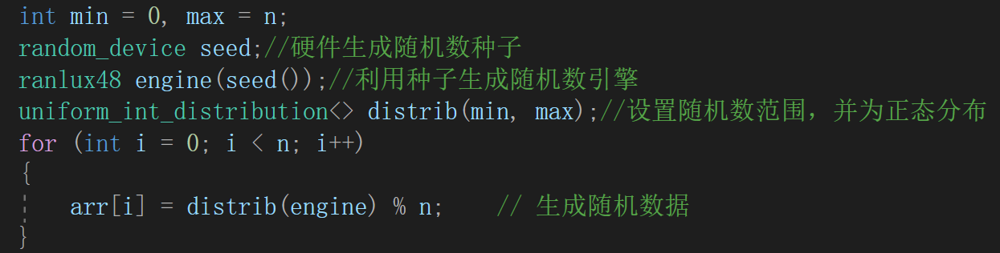 int min = 0, max = n;
random_device seed;//硬件生成随机数种子
ranlux48 engine(seed());//利用种子生成随机数引擎
uniform_int_distribution<> distrib(min, max);//设置随机数范围，并为正态分布
for (int i = 0; i < n; i++)
{
    arr[i] = distrib(engine) % n;    // 生成随机数据
}